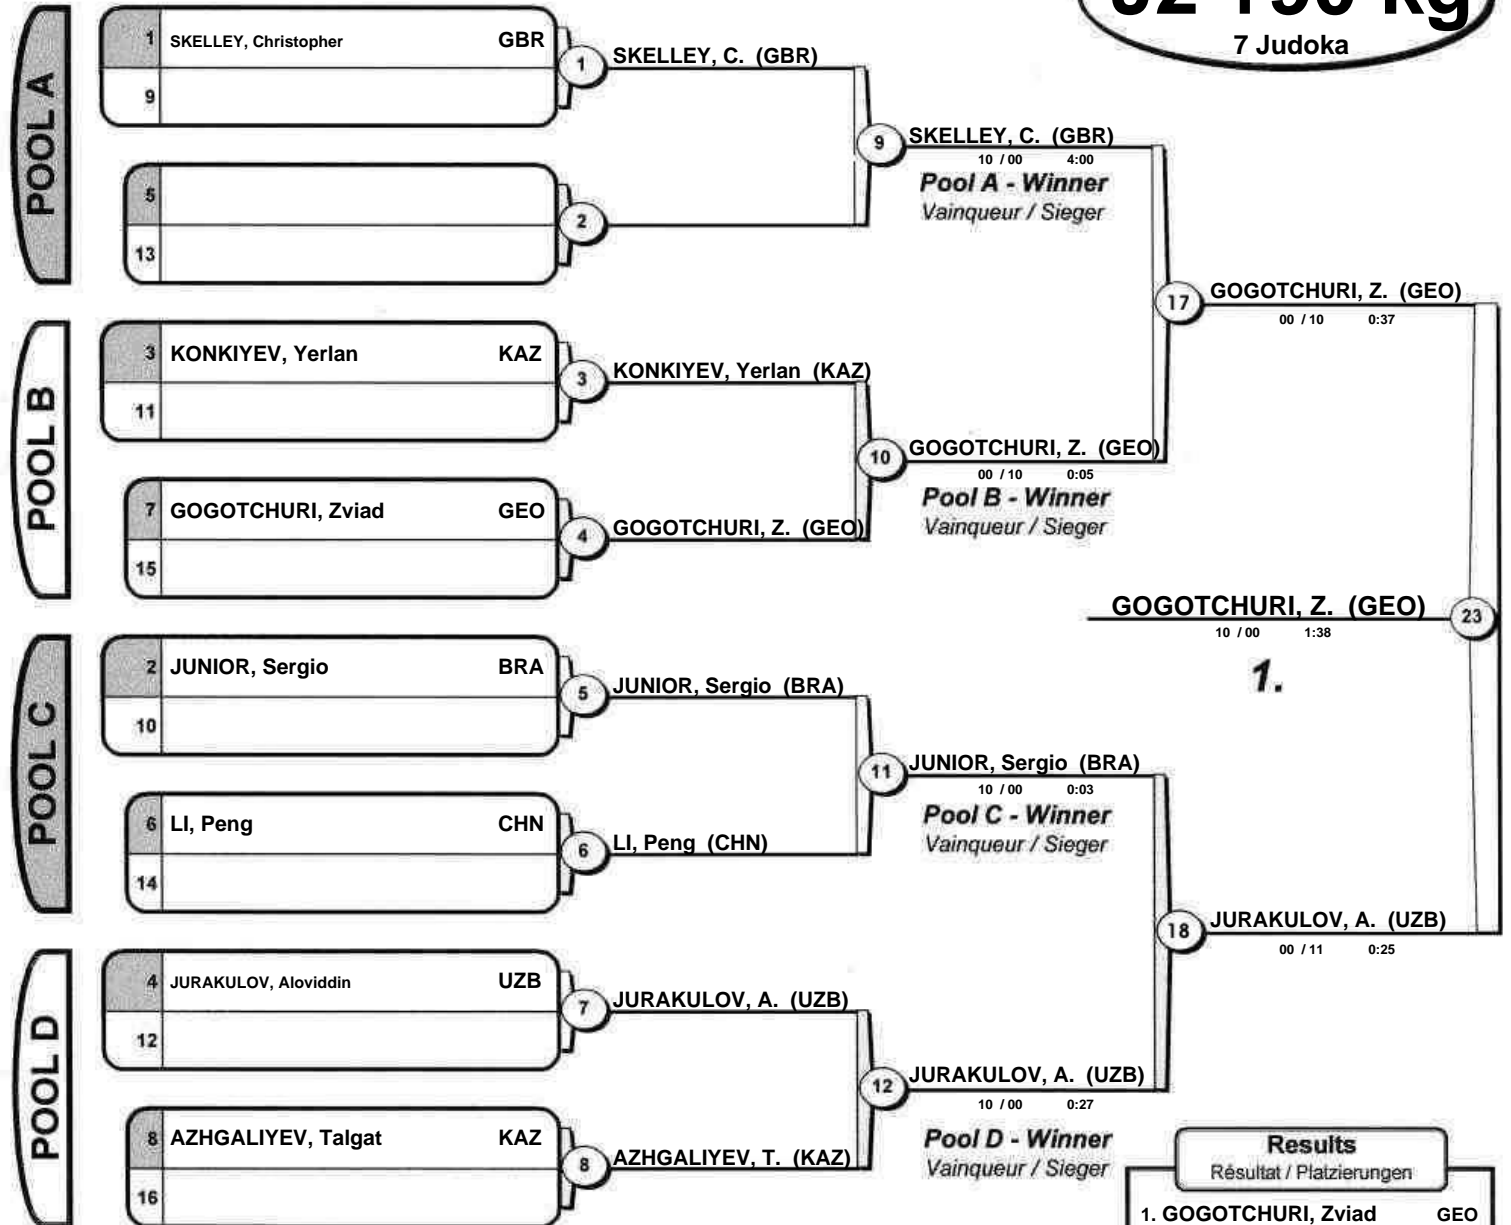 7 Judoka
POOL A
1 SKELLEY, Christopher GBR
9
1 SKELLEY, C. (GBR)
5
13
2
9 SKELLEY, C. (GBR)
10 / 00 4:00
Pool A - Winner
Vainqueur / Sieger
POOL B
3 KONKIYEV, Yerlan KAZ
11
3 KONKIYEV, Yerlan (KAZ)
7 GOGOTCHURI, Zviad GEO
15
4 GOGOTCHURI, Z. (GEO)
10 GOGOTCHURI, Z. (GEO)
00 / 10 0:05
Pool B - Winner
Vainqueur / Sieger
17 GOGOTCHURI, Z. (GEO)
00 / 10 0:37
GOGOTCHURI, Z. (GEO) 23
10 / 00 1:38
1.
POOL C
2 JUNIOR, Sergio BRA
10
5 JUNIOR, Sergio (BRA)
6 LI, Peng CHN
14
6 LI, Peng (CHN)
11 JUNIOR, Sergio (BRA)
10 / 00 0:03
Pool C - Winner
Vainqueur / Sieger
18 JURAKULOV, A. (UZB)
00 / 11 0:25
POOL D
4 JURAKULOV, Aloviddin UZB
12
7 JURAKULOV, A. (UZB)
8 AZHGALIYEV, Talgat KAZ
16
8 AZHGALIYEV, T. (KAZ)
12 JURAKULOV, A. (UZB)
10 / 00 0:27
Pool D - Winner
Vainqueur / Sieger
Results
Résultat / Platzierungen
1. GOGOTCHURI, Zviad GEO